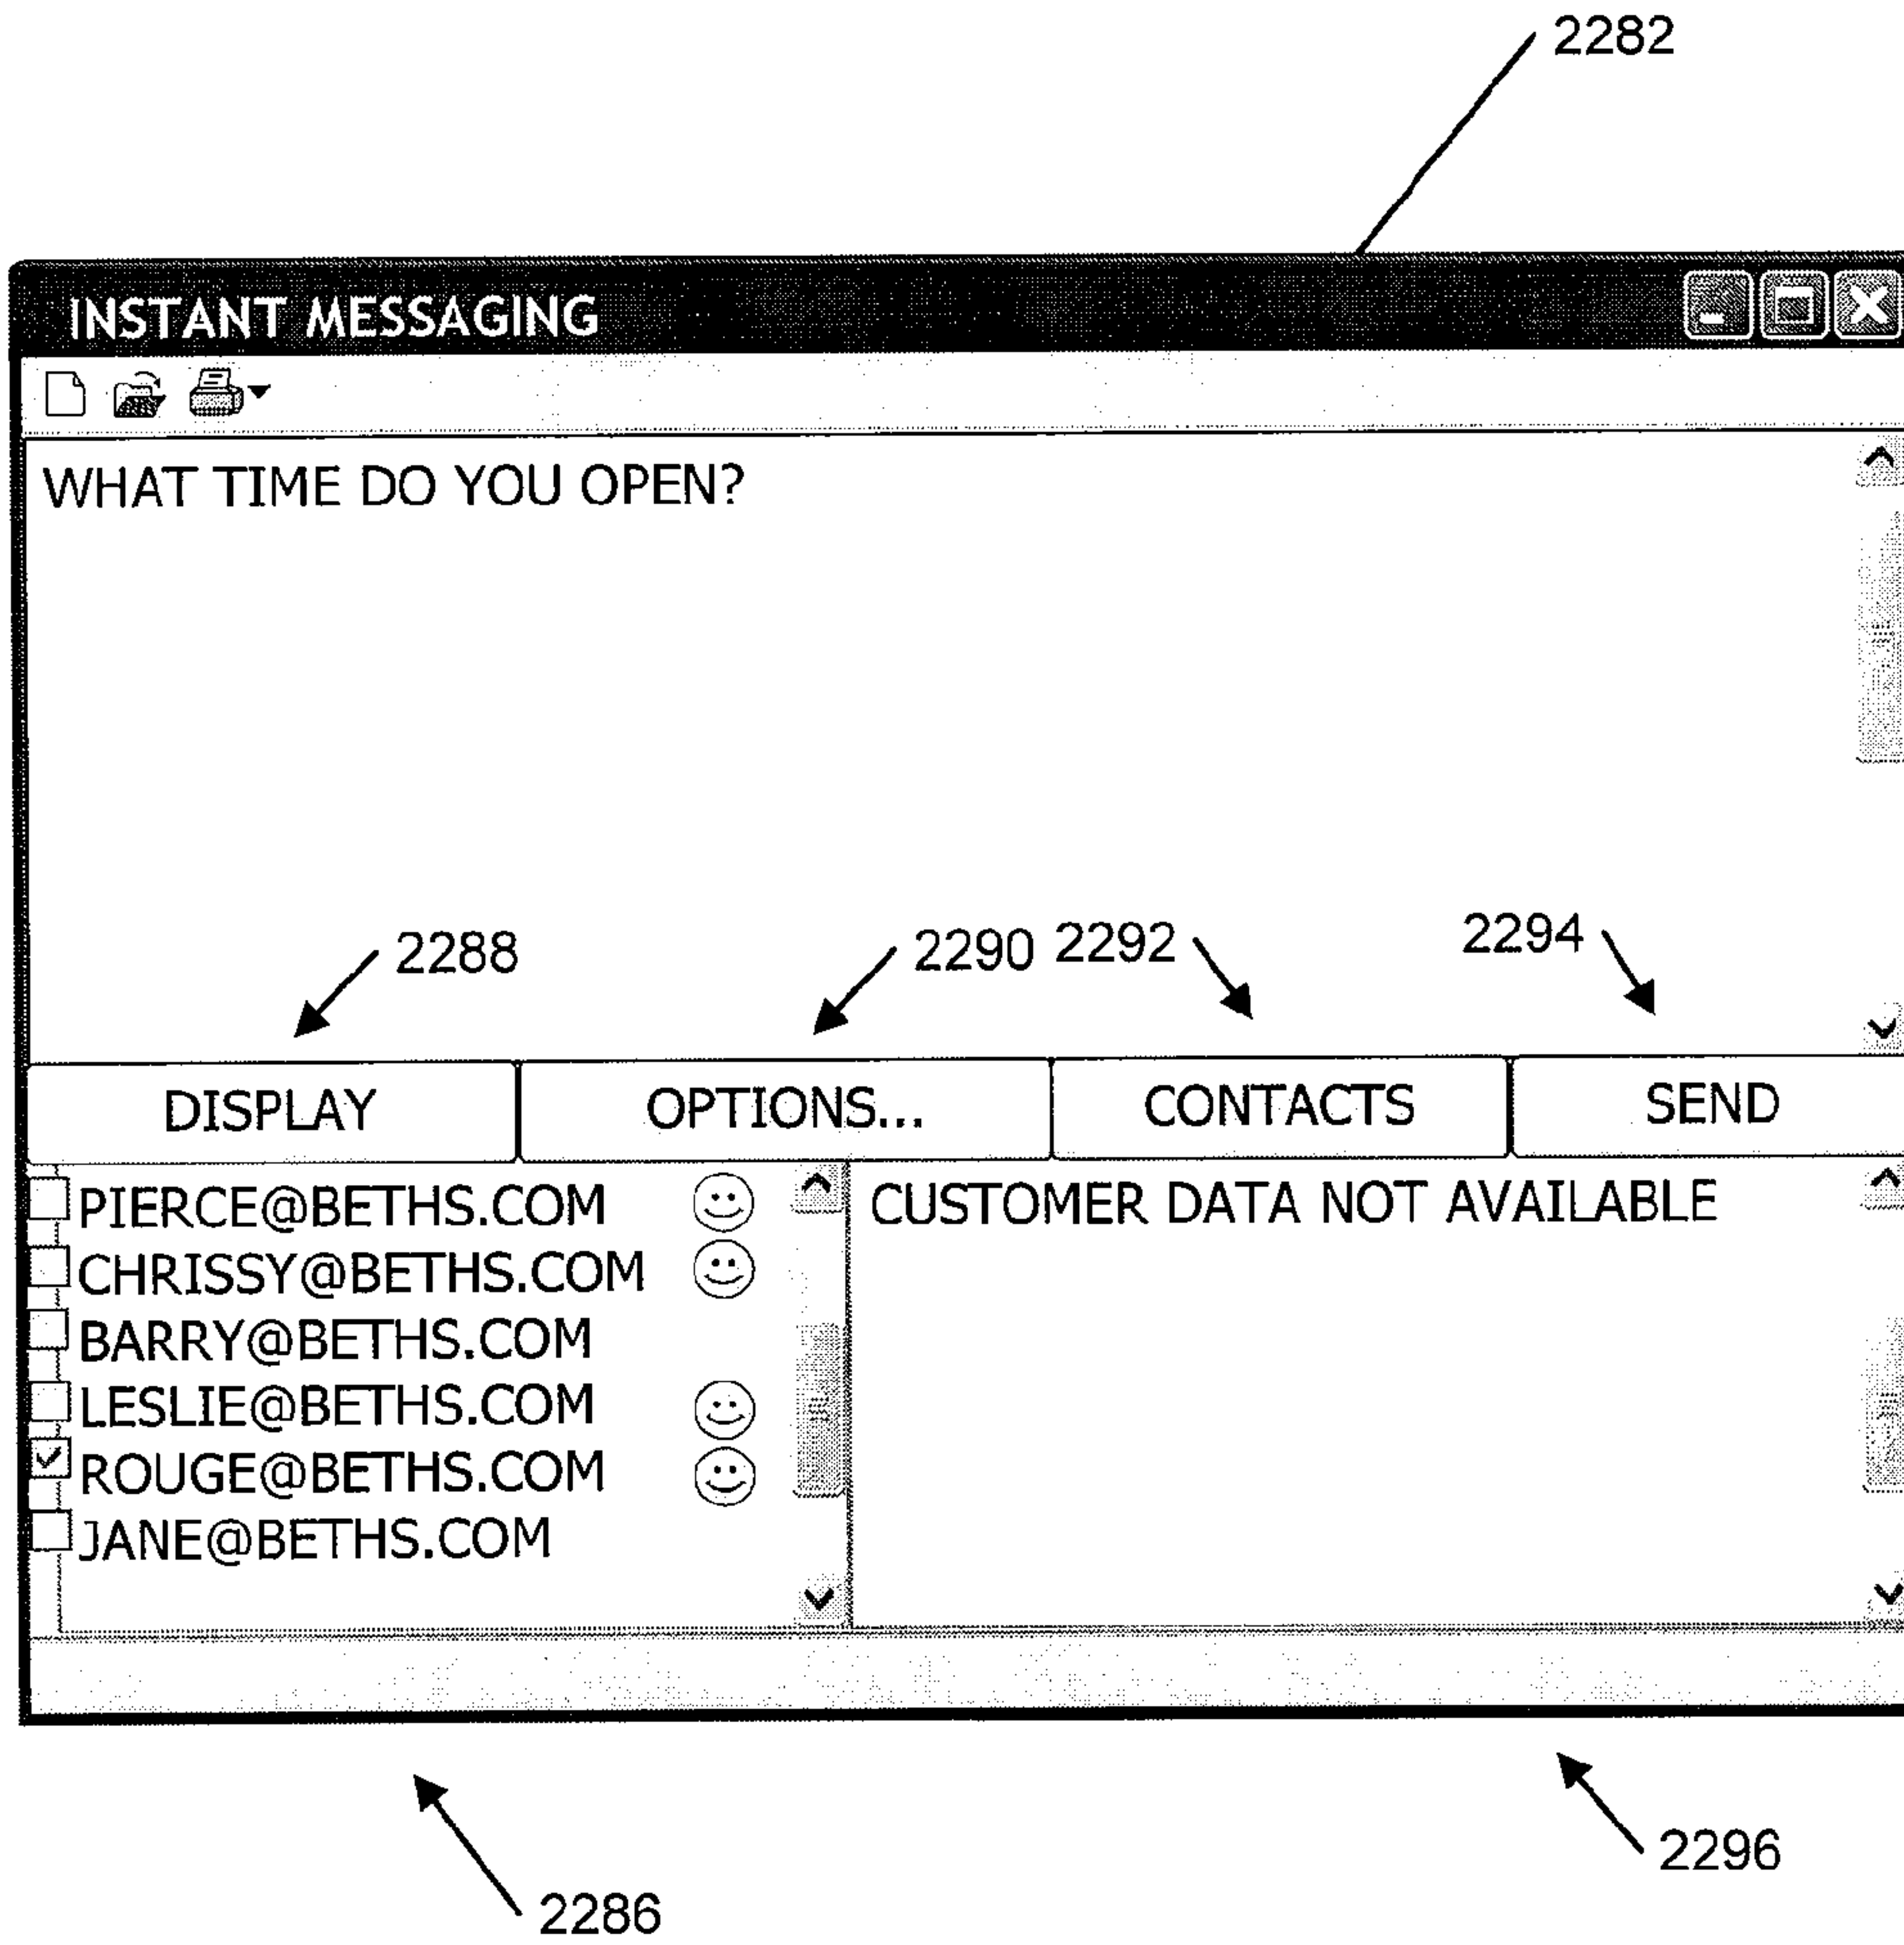 2282
INSTANT MESSAGING
WHAT TIME DO YOU OPEN?
2288 2290 2292 2294
DISPLAY OPTIONS... CONTACTS SEND
PIERCE@BETHS.COM
CHRISSY@BETHS.COM
BARRY@BETHS.COM
LESLIE@BETHS.COM
ROUGE@BETHS.COM
JANE@BETHS.COM
CUSTOMER DATA NOT AVAILABLE
2296
2286